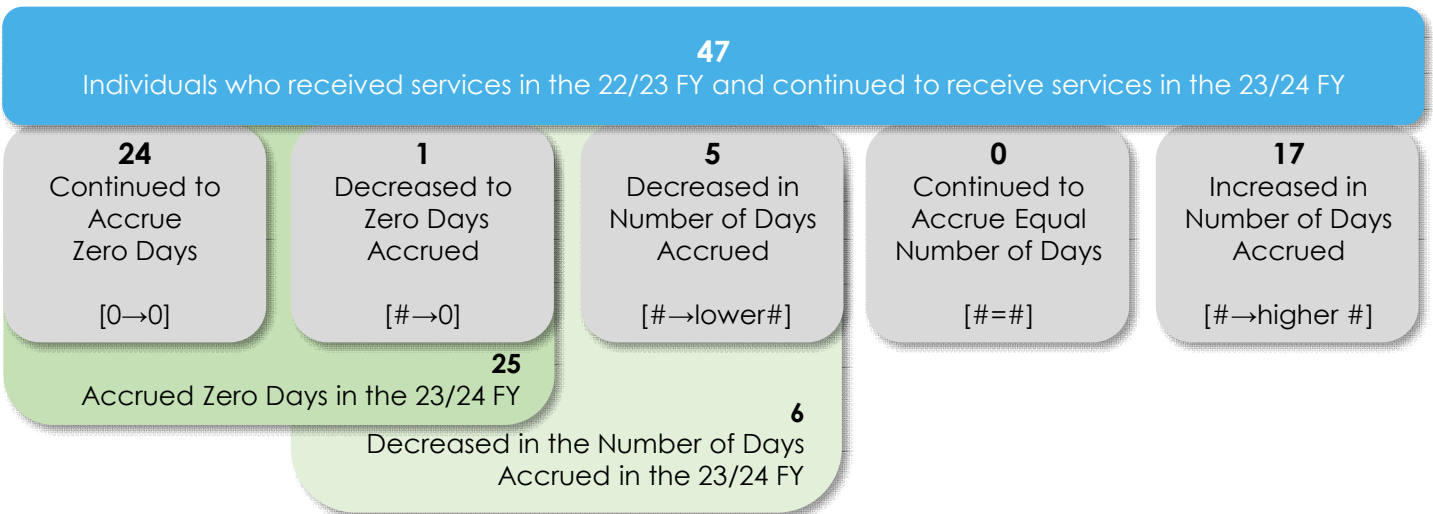 47
Individuals who received services in the 22/23 FY and continued to receive services in the 23/24 FY
24
Continued to
Accrue
Zero Days
[0→0]
1
Decreased to
Zero Days
Accrued
[#→0]
5
Decreased in
Number of Days
Accrued
[#→lower#]
0
Continued to
Accrue Equal
Number of Days
[#=#]
17
Increased in
Number of Days
Accrued
[#→higher #]
25
Accrued Zero Days in the 23/24 FY
6
Decreased in the Number of Days
Accrued in the 23/24 FY